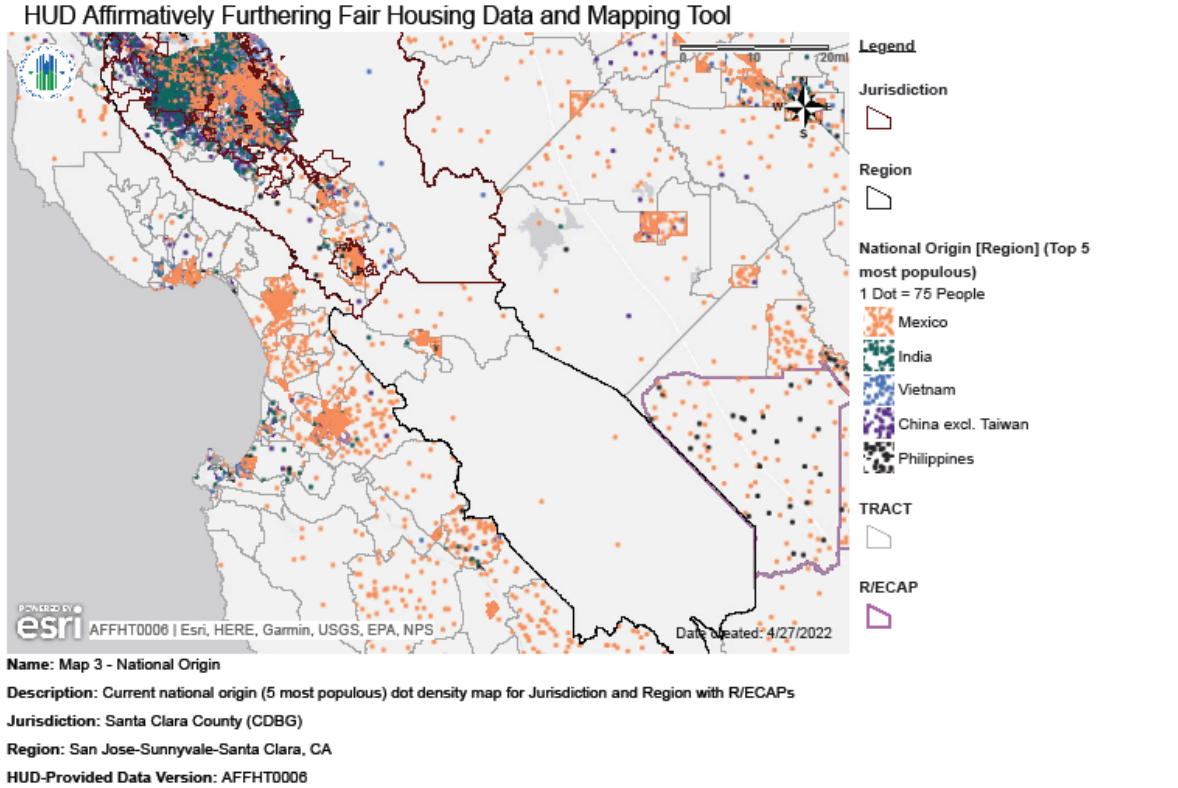 HUD Affirmatively Furthering Fair Housing Data and Mapping Tool
0 10 20mi
W E
S
Legend
Jurisdiction
Region
National Origin [Region] (Top 5
most populous)
1 Dot = 75 People
Mexico
India
Vietnam
China excl. Taiwan
Philippines
TRACT
R/ECAP
POWERED BY
esri
AFFHT0006 | Esri, HERE, Garmin, USGS, EPA, NPS
Date created: 4/27/2022
Name: Map 3 - National Origin
Description: Current national origin (5 most populous) dot density map for Jurisdiction and Region with R/ECAPs
Jurisdiction: Santa Clara County (CDBG)
Region: San Jose-Sunnyvale-Santa Clara, CA
HUD-Provided Data Version: AFFHT0006